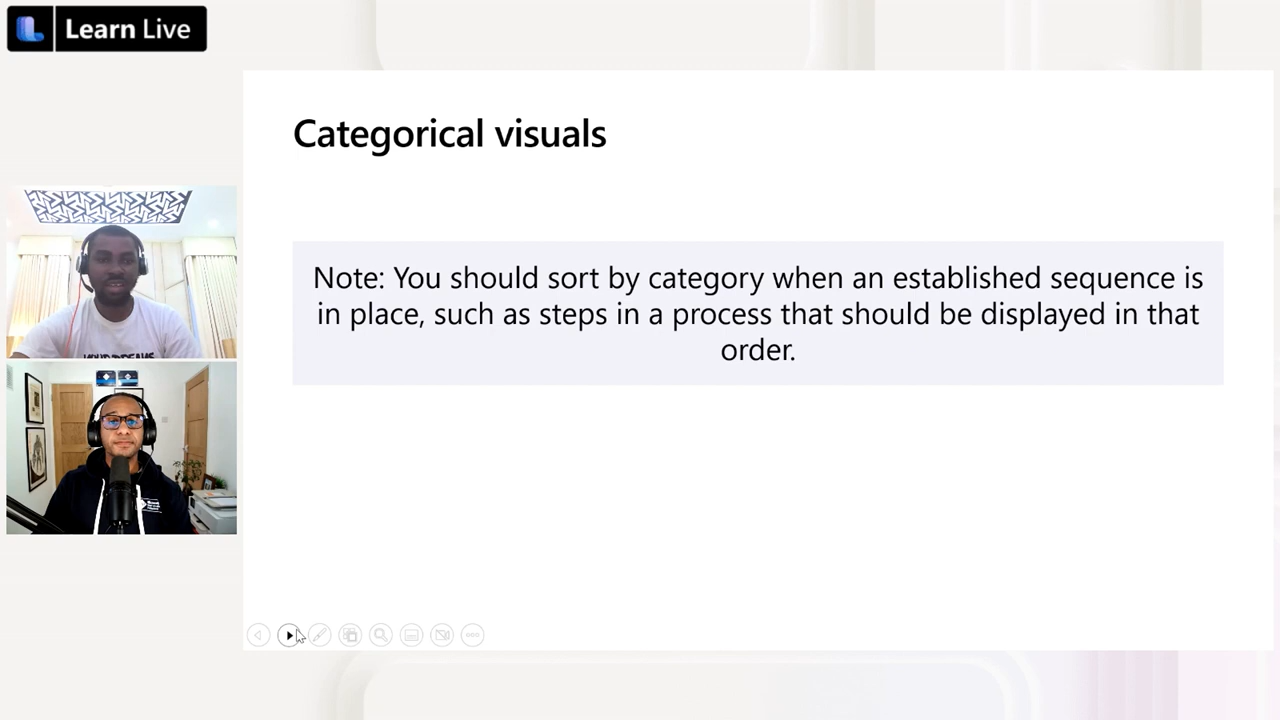 Learn Live
Categorical visuals
Note: You should sort by category when an established sequence is
in place, such as steps in a process that should be displayed in that
order.